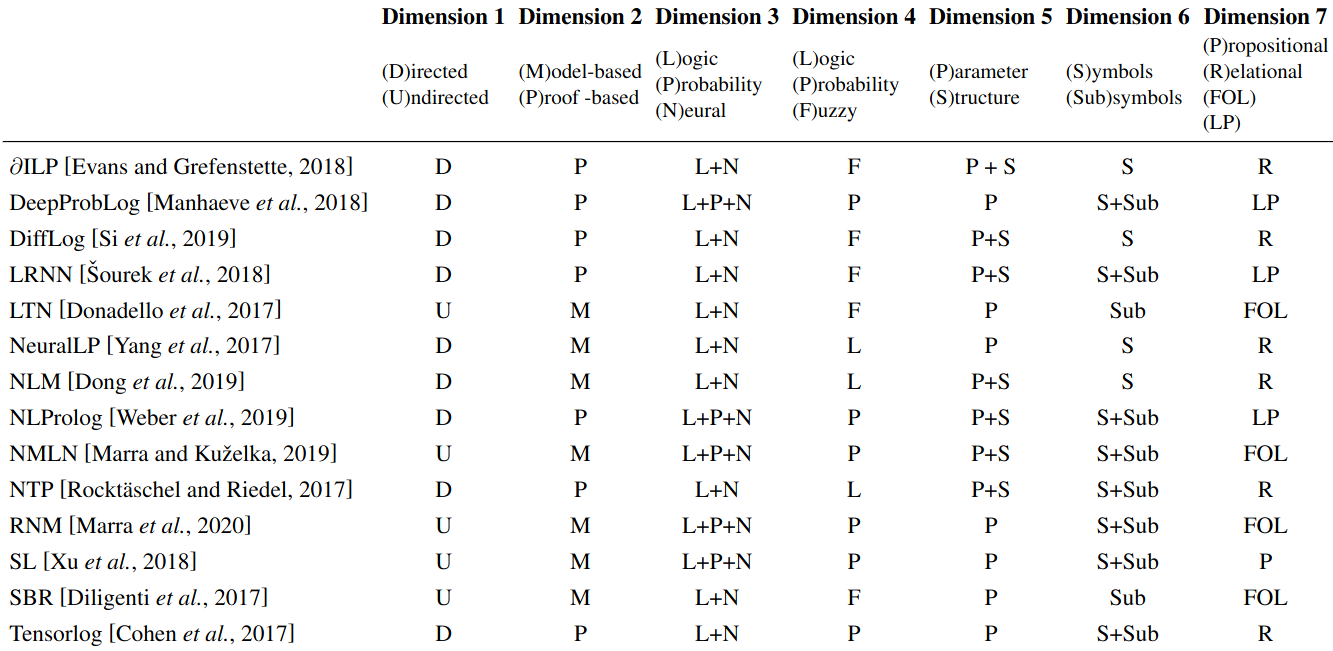 Dimension 1 Dimension 2 Dimension 3 Dimension 4 Dimension 5 Dimension 6 Dimension 7
(D)irected (U)ndirected
(M)odel-based (P)roof -based
(L)ogic (P)robability (N)eural
(L)ogic (P)robability (F)uzzy
(P)arameter (S)tructure
(S)ymbols (Sub)symbols
(P)ropositional (R)elational (FOL) (LP)
∂ILP [Evans and Grefenstette, 2018] D P L+N F P + S S R
DeepProbLog [Manhaeve et al., 2018] D P L+P+N P P S+Sub LP
DiffLog [Si et al., 2019] D P L+N F P+S S R
LRNN [Šourek et al., 2018] D P L+N F P+S S+Sub LP
LTN [Donadello et al., 2017] U M L+N F P Sub FOL
NeuralLP [Yang et al., 2017] D M L+N L P S R
NLM [Dong et al., 2019] D M L+N L P+S S R
NLProlog [Weber et al., 2019] D P L+P+N P P+S S+Sub LP
NMLN [Marra and Kuželka, 2019] U M L+P+N P P+S S+Sub FOL
NTP [Rocktäschel and Riedel, 2017] D P L+N L P+S S+Sub R
RNM [Marra et al., 2020] U M L+P+N P P S+Sub FOL
SL [Xu et al., 2018] U M L+P+N P P S+Sub P
SBR [Diligenti et al., 2017] U M L+N F P Sub FOL
Tensorlog [Cohen et al., 2017] D P L+N P P S+Sub R